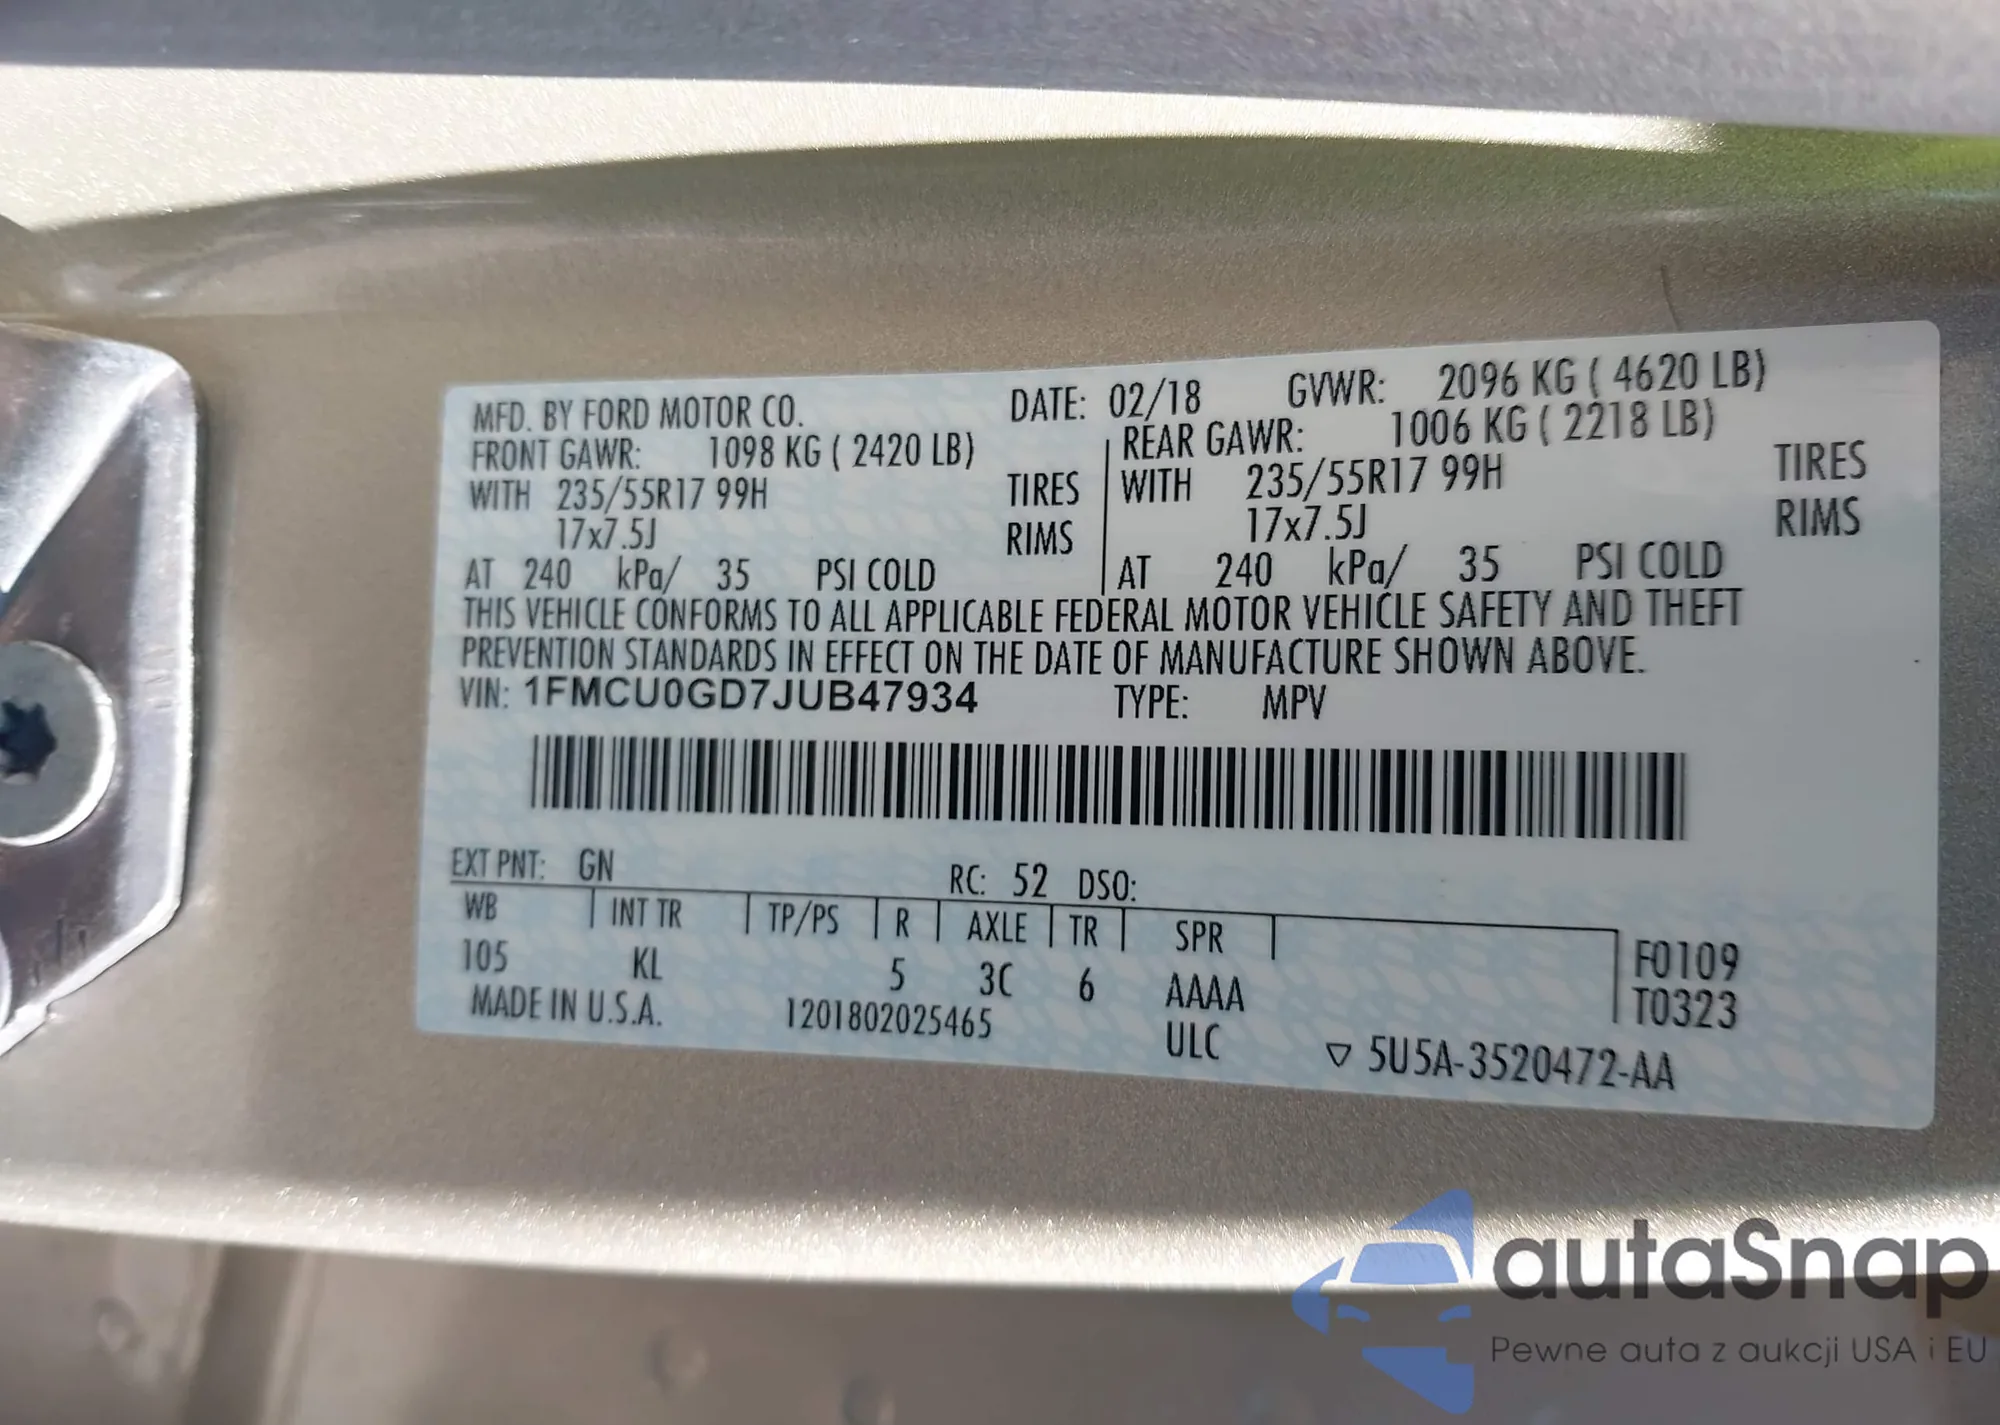 MFD. BY FORD MOTOR CO. DATE: 02/18 GVWR: 2096 KG ( 4620 LB)
FRONT GAWR: 1098 KG ( 2420 LB) REAR GAWR: 1006 KG ( 2218 LB)
WITH 235/55R17 99H TIRES WITH 235/55R17 99H TIRES
17x7.5J RIMS 17x7.5J RIMS
AT 240 kPa/ 35 PSI COLD AT 240 kPa/ 35 PSI COLD
THIS VEHICLE CONFORMS TO ALL APPLICABLE FEDERAL MOTOR VEHICLE SAFETY AND THEFT
PREVENTION STANDARDS IN EFFECT ON THE DATE OF MANUFACTURE SHOWN ABOVE.
VIN: 1FMCU0GD7JUB47934 TYPE: MPV
EXT PNT: GN RC: 52 DSO:
WB INT TR TP/PS R AXLE TR SPR F0109
105 KL 5 3C 6 AAAA T0323
MADE IN U.S.A. 1201802025465 ULC ▽ 5U5A-3520472-AA
autaSnap
Pewne auta z aukcji USA i EU